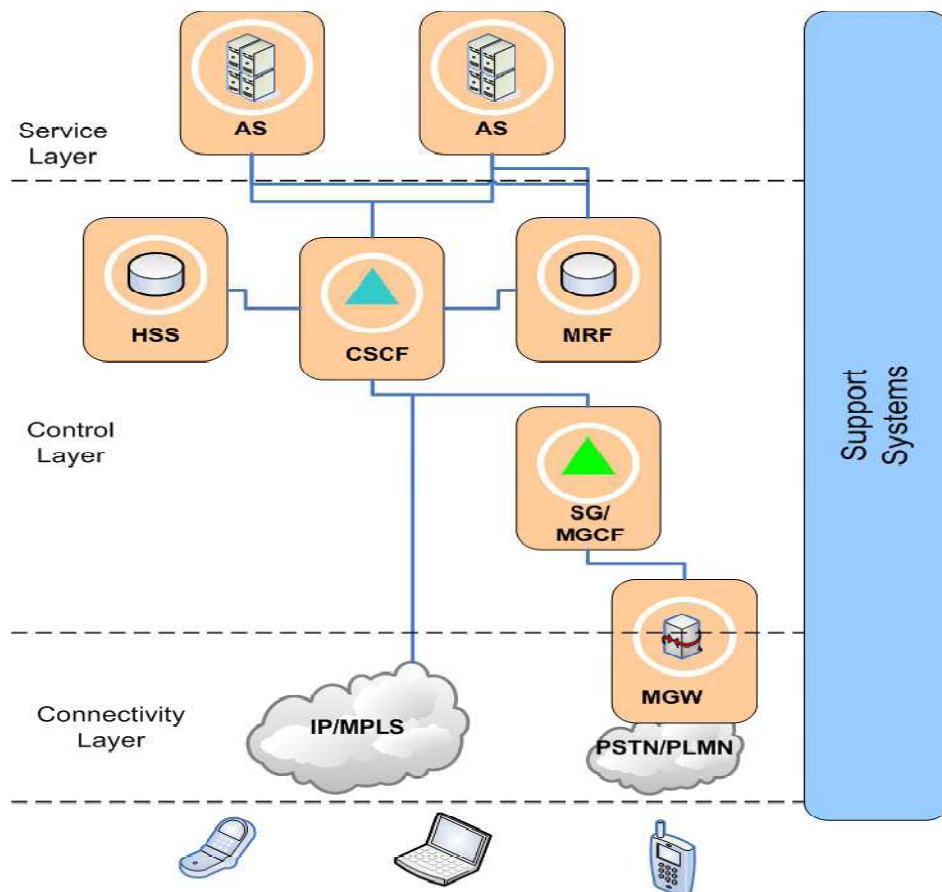 AS
AS
Service
Layer
HSS
CSCF
MRF
Control
Layer
SG/
MGCF
MGW
Connectivity
Layer
IP/MPLS
PSTN/PLMN
Support
Systems